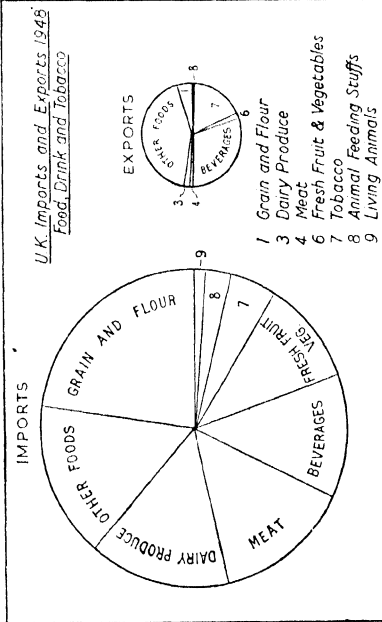 U.K. Imports and Exports 1948
Food, Drink and Tobacco
IMPORTS
GRAIN AND FLOUR
OTHER FOODS
DAIRY PRODUCE
MEAT
BEVERAGES
FRESH FRUIT
VEG.
7
8
9
EXPORTS
OTHER FOODS
3
4
BEVERAGES
6
7
8
1 Grain and Flour
3 Dairy Produce
4 Meat
6 Fresh Fruit & Vegetables
7 Tobacco
8 Animal Feeding Stuffs
9 Living Animals